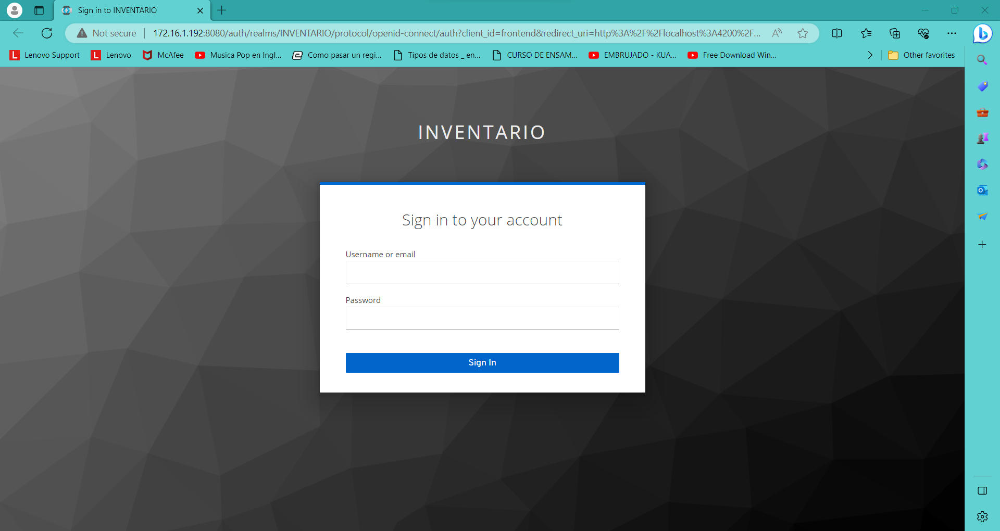 Sign in to INVENTARIO
Not secure
172.16.1.192:8080/auth/realms/INVENTARIO/protocol/openid-connect/auth?client_id=frontend&redirect_uri=http%3A%2F%2Flocalhost%3A4200%2F...
Lenovo Support
Lenovo
McAfee
Musica Pop en Ingl...
Como pasar un regi...
Tipos de datos _ en...
CURSO DE ENSAM...
EMBRUJADO - KUA...
Free Download Win...
Other favorites
INVENTARIO
Sign in to your account
Username or email
Password
Sign In